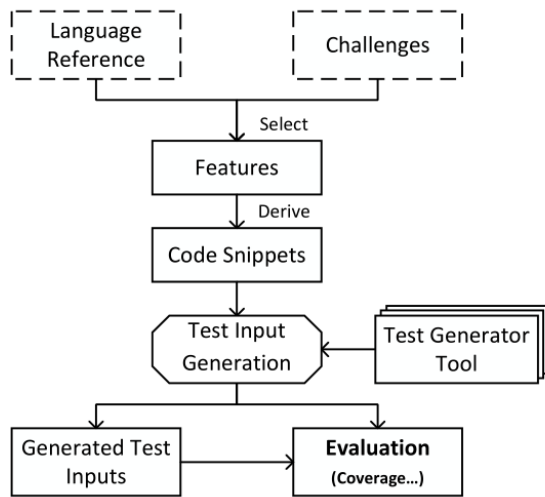 Language
Reference
Challenges
Select
Features
Derive
Code Snippets
Test Input
Generation
Test Generator
Tool
Generated Test
Inputs
Evaluation
(Coverage...)